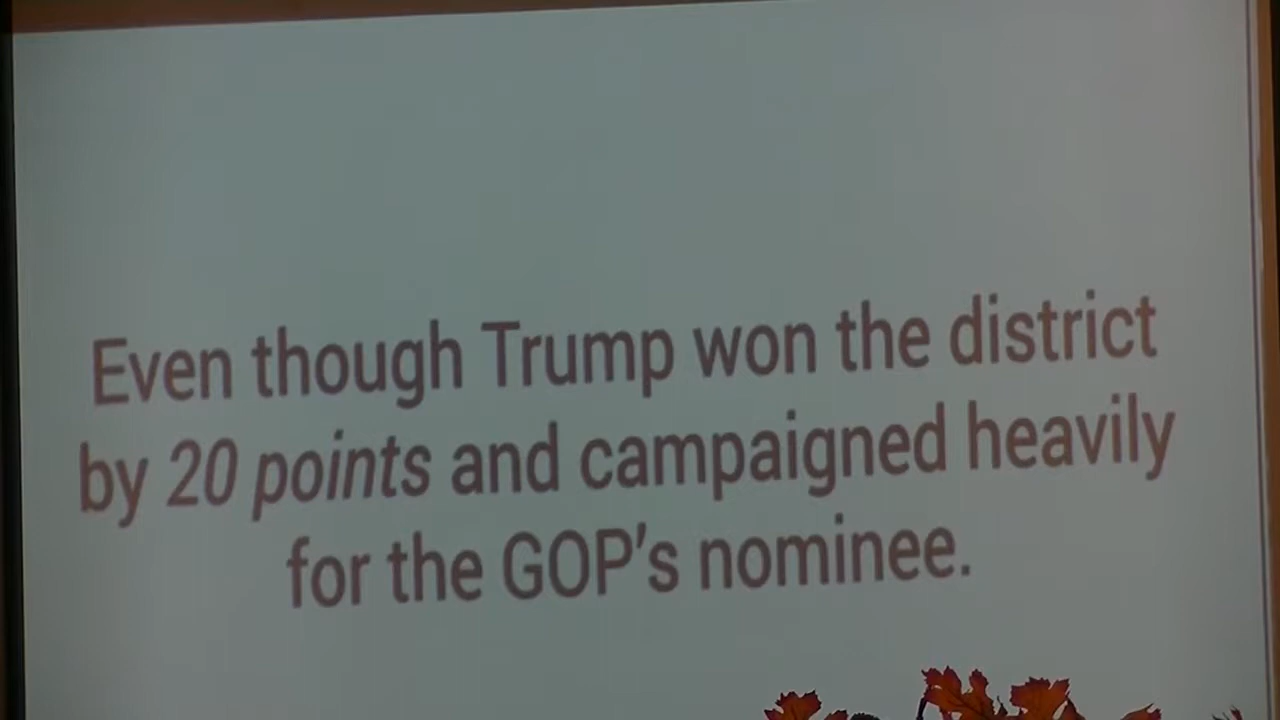 Even though Trump won the district
by 20 points and campaigned heavily
for the GOP's nominee.